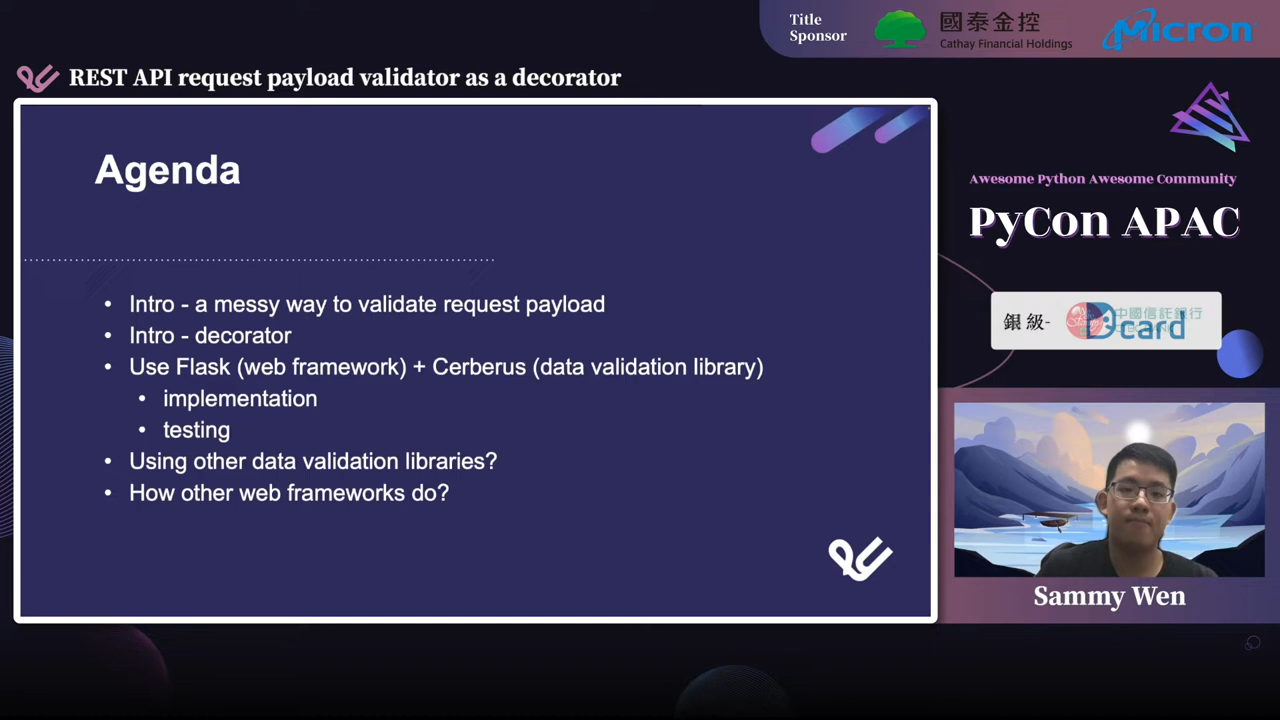 Title
Sponsor
國泰金控
Cathay Financial Holdings
Micron
REST API request payload validator as a decorator
Agenda
• Intro - a messy way to validate request payload
• Intro - decorator
• Use Flask (web framework) + Cerberus (data validation library)
• implementation
• testing
• Using other data validation libraries?
• How other web frameworks do?
Awesome Python Awesome Community
PyCon APAC
銀級-
Dcard
中國信託銀行
Sammy Wen